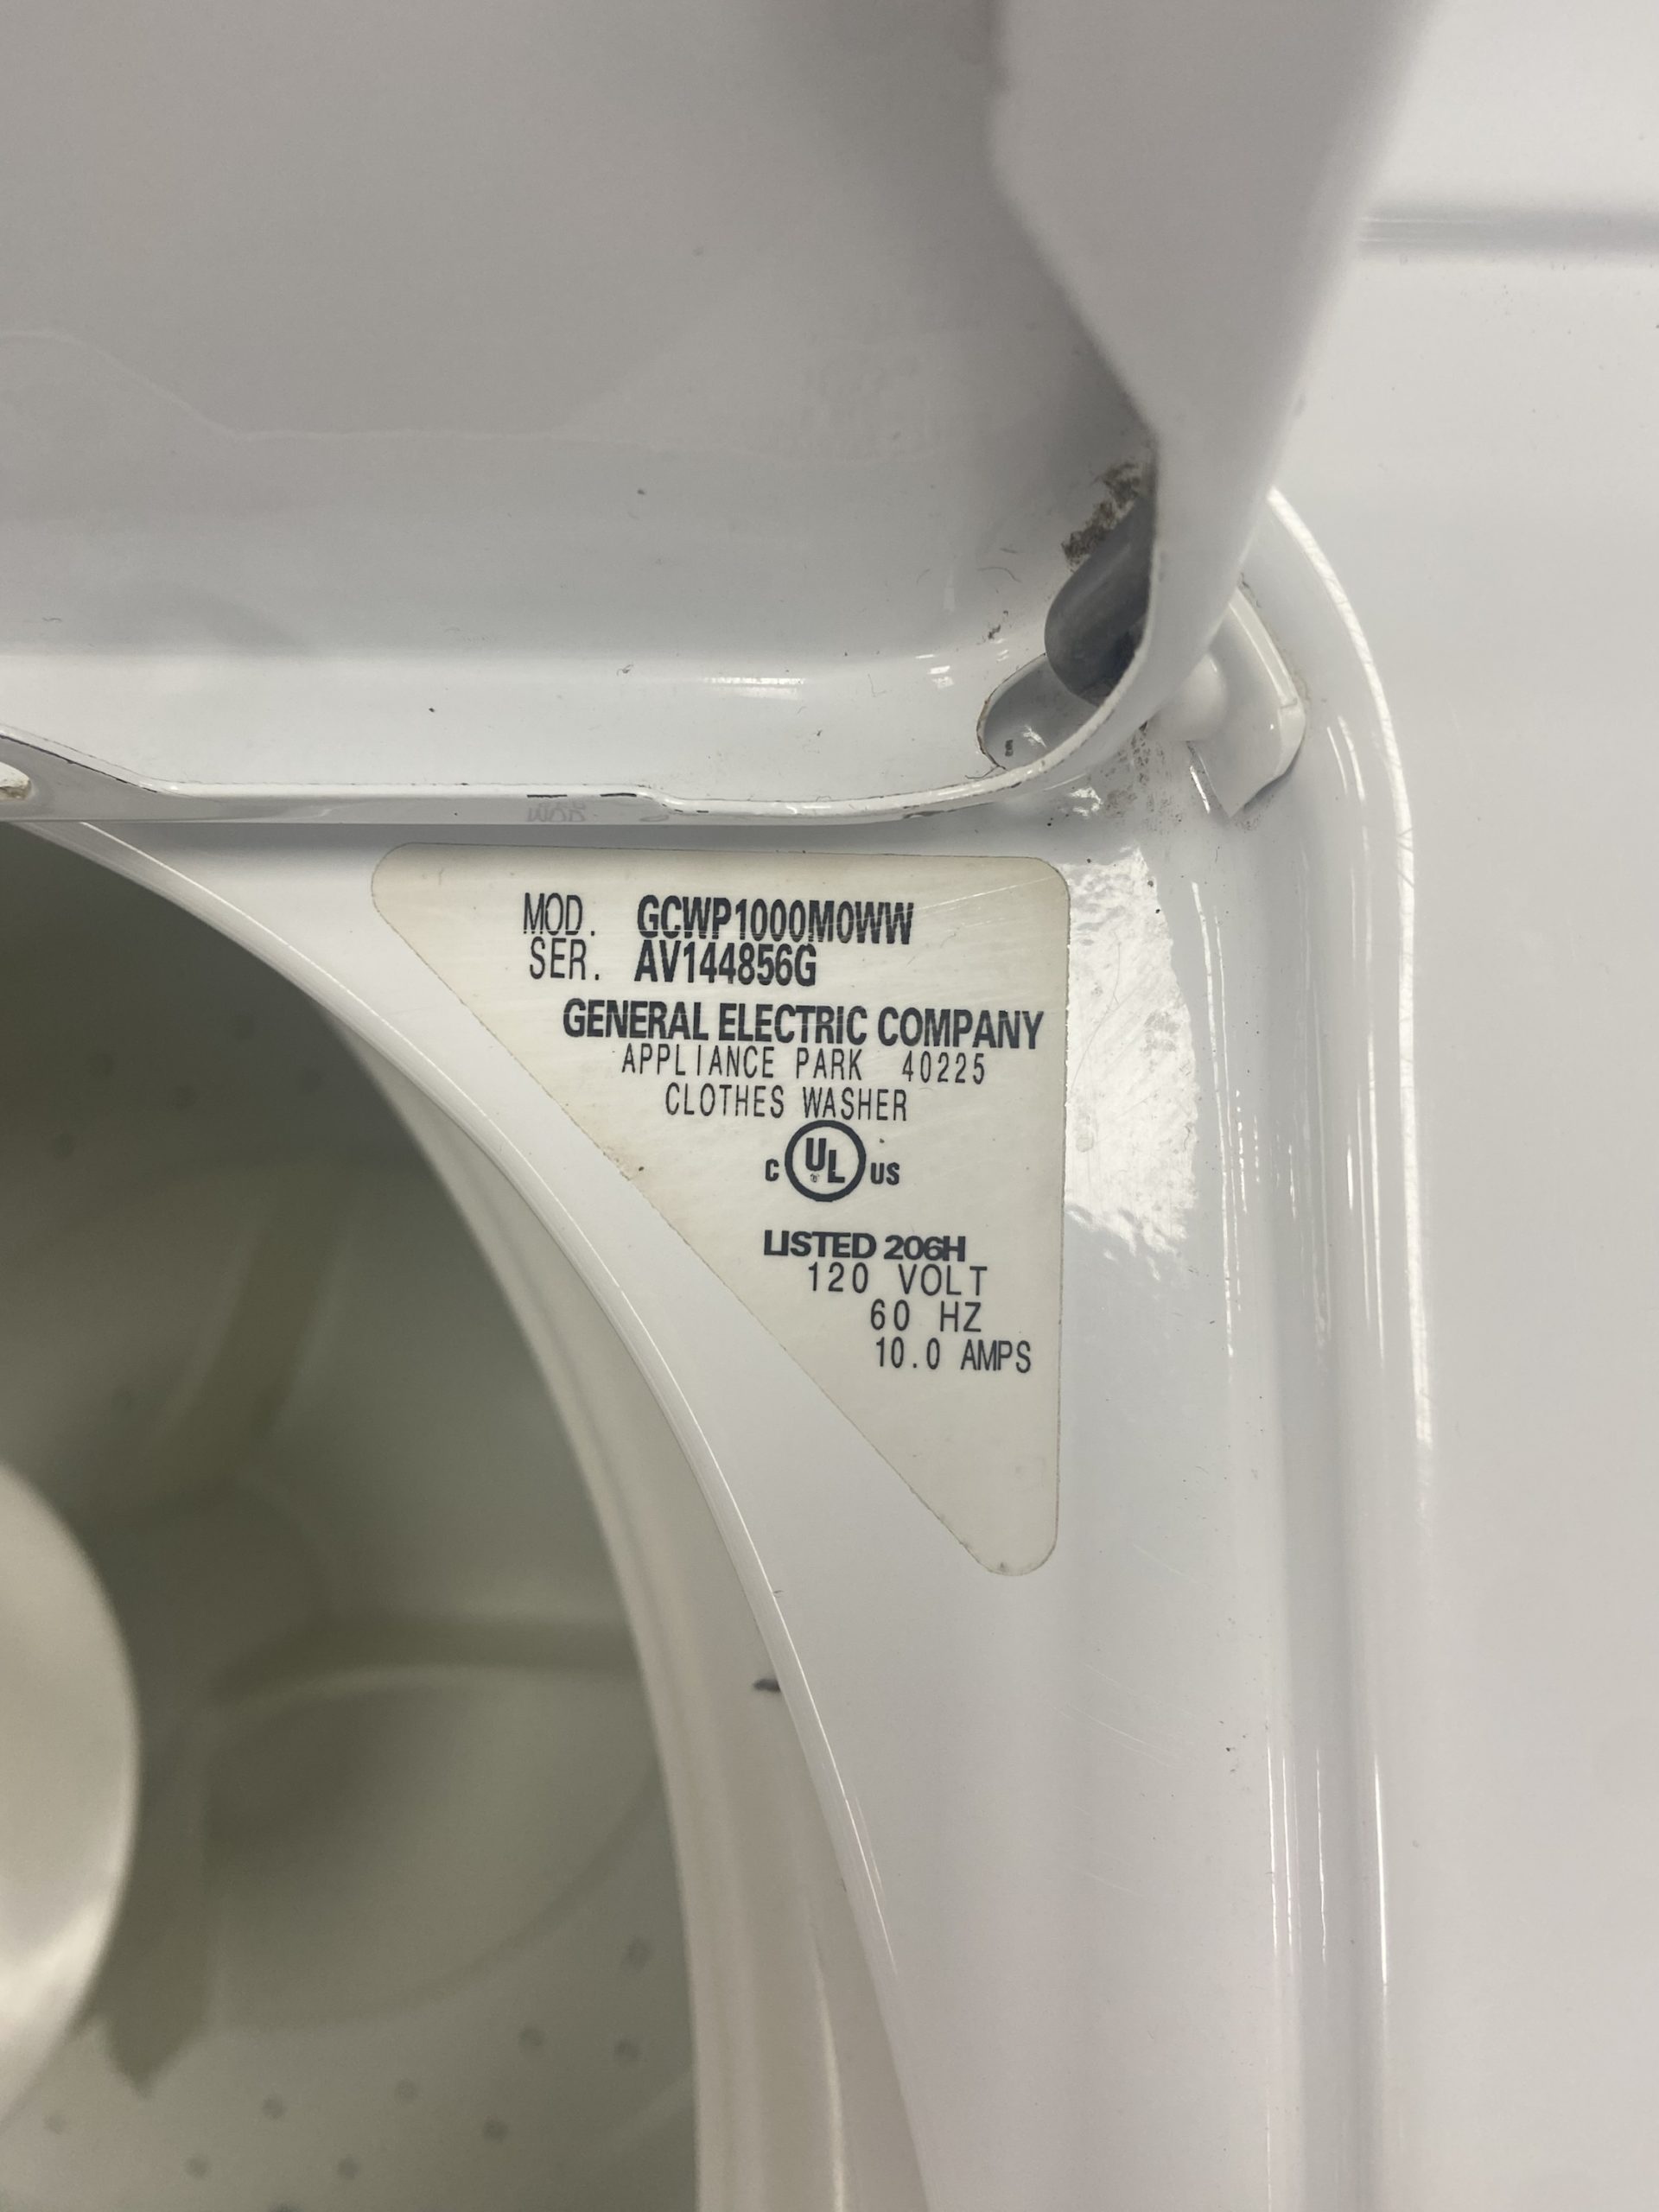 MOD. GCWP1000M0WW
SER. AV144856G
GENERAL ELECTRIC COMPANY
APPLIANCE PARK 40225
CLOTHES WASHER
C UL US
LISTED 206H
120 VOLT
60 HZ
10.0 AMPS